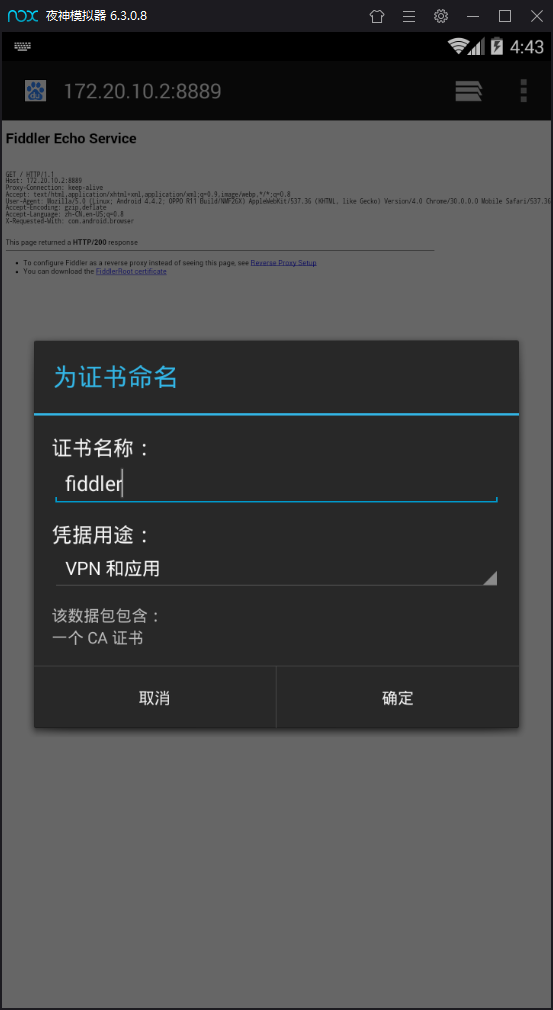 nox 夜神模拟器 6.3.0.8
4:43
172.20.10.2:8889
Fiddler Echo Service
GET / HTTP/1.1
Host: 172.20.10.2:8889
Proxy-Connection: keep-alive
Accept: text/html,application/xhtml+xml,application/xml;q=0.9,image/webp,*/*;q=0.8
User-Agent: Mozilla/5.0 (Linux; Android 4.4.2; OPPO R11 Build/NMF26X) AppleWebKit/537.36 (KHTML, like Gecko) Version/4.0 Chrome/30.0.0.0 Mobile Safari/537.36
Accept-Encoding: gzip,deflate
Accept-Language: zh-CN,en-US;q=0.8
X-Requested-With: com.android.browser
This page returned a HTTP/200 response
To configure Fiddler as a reverse proxy instead of seeing this page, see Reverse Proxy Setup
You can download the FiddlerRoot certificate
为证书命名
证书名称：
fiddler
凭据用途：
VPN 和应用
该数据包包含：
一个 CA 证书
取消
确定